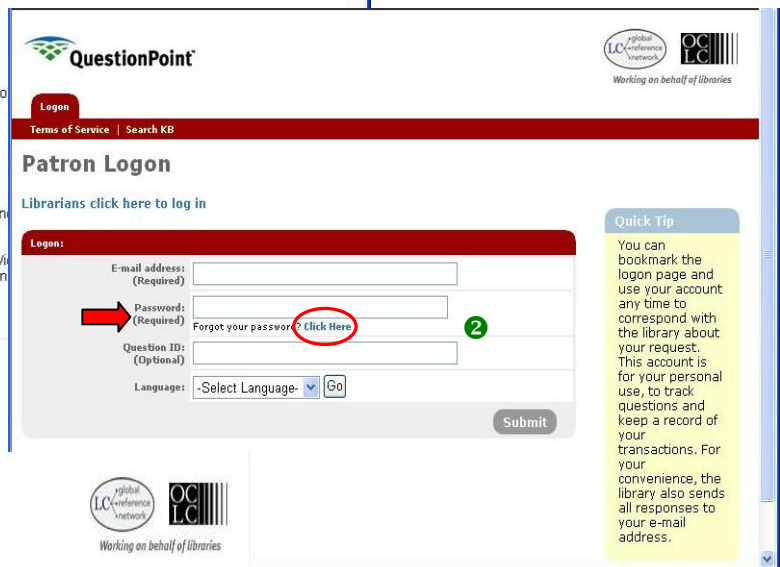 QuestionPoint
LC global reference network
OCLC
Working on behalf of libraries
Logon
Terms of Service | Search KB
Patron Logon
Librarians click here to log in
Logon:
E-mail address:
(Required)
Password:
(Required)
Forgot your password? Click Here
2
Question ID:
(Optional)
Language: -Select Language- Go
Submit
Quick Tip
You can
bookmark the
logon page and
use your account
any time to
correspond with
the library about
your request.
This account is
for your personal
use, to track
questions and
keep a record of
your
transactions. For
your
convenience, the
library also sends
all responses to
your e-mail
address.
LC global reference network
OCLC
Working on behalf of libraries